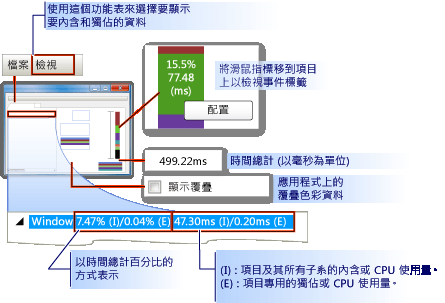 使用這個功能表來選擇要顯示
要內含和獨佔的資料
檔案 檢視
15.5%
77.48
(ms)
配置
將滑鼠指標移到項目
上以檢視事件標籤
499.22ms
時間總計 (以毫秒為單位)
顯示覆疊
應用程式上的
覆疊色彩資料
Window 7.47% (I)/0.04% (E) 47.30ms (I)/0.20ms (E)
以時間總計百分比的
方式表示
(I)：項目及其所有子系的內含或 CPU 使用量。
(E)：項目專用的獨佔或 CPU 使用量。